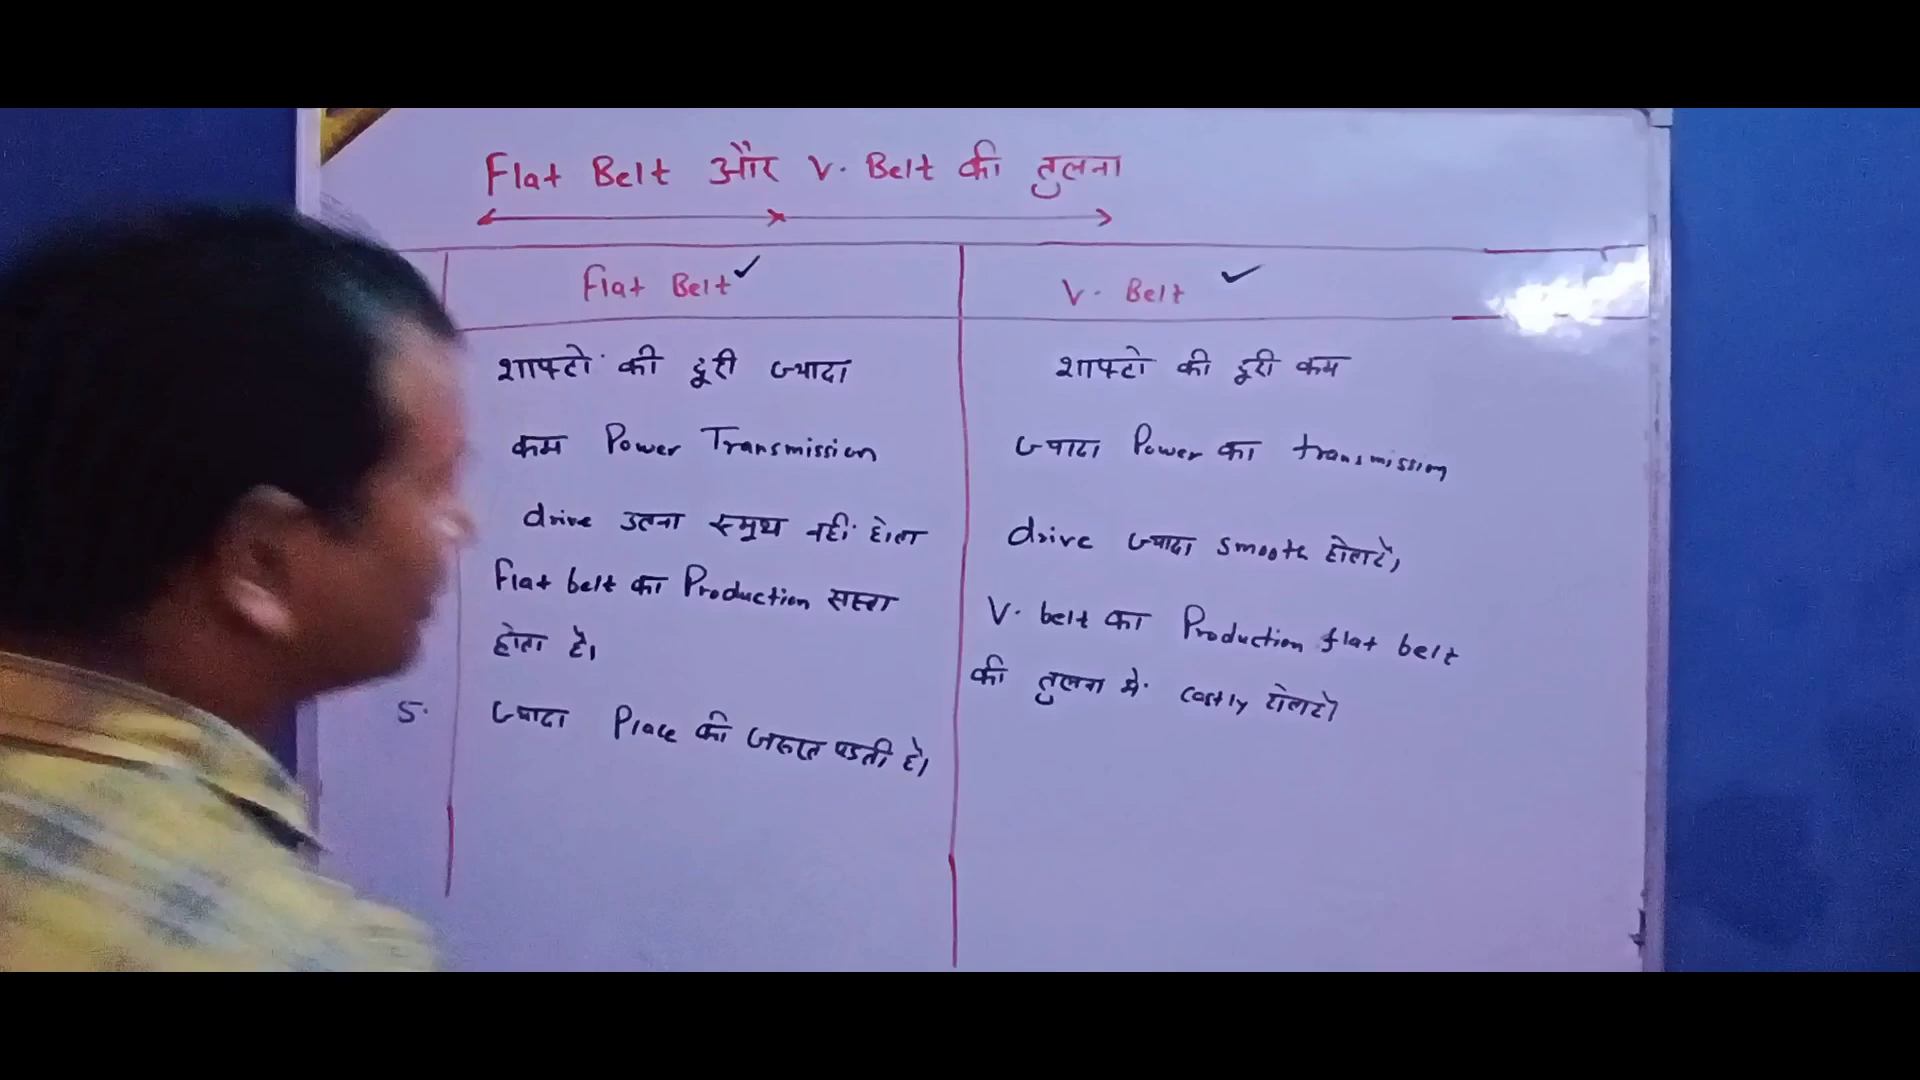 Flat Belt और V. Belt की तुलना
Flat Belt ✓
V. Belt ✓
शाफ्टों की दूरी ज्यादा
कम Power Transmission
drive उतना स्मुथ नहीं होता
Flat belt का Production सस्ता
होता है।
5. ज्यादा Place की जरूरत पडती है।
शाफ्टो की दूरी कम
ज्यादा Power का transmission
drive ज्यादा smooth होता है,
V. belt का Production flat belt
की तुलना में costly होता है।